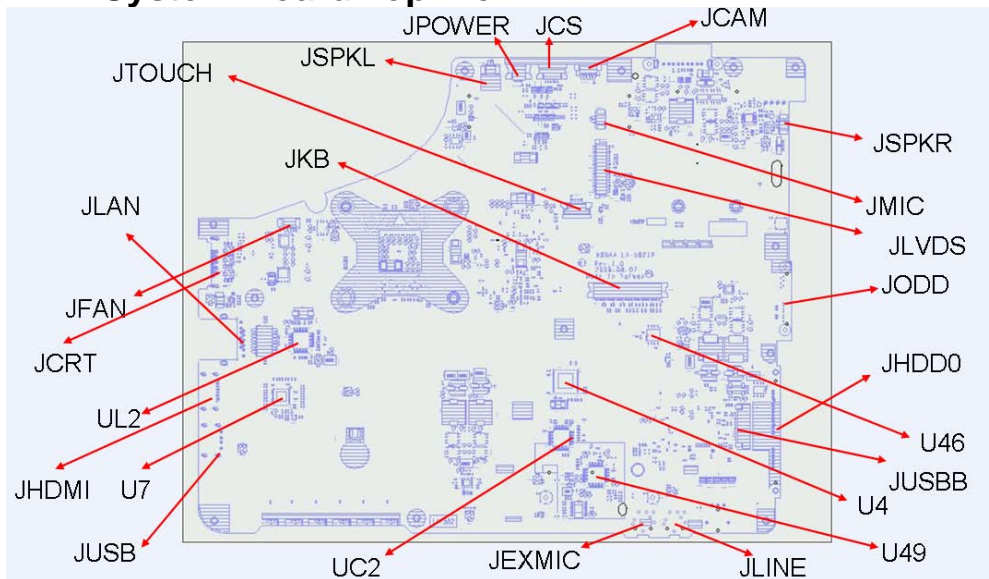 JPOWER JCS JCAM
JSPKL
JTOUCH
JSPKR
JKB
JLAN
JMIC
JLVDS
JFAN
JODD
JCRT
JHDD0
UL2
U46
JHDMI U7
JUSBB
U4
JUSB
JEXMIC
U49
UC2
JLINE